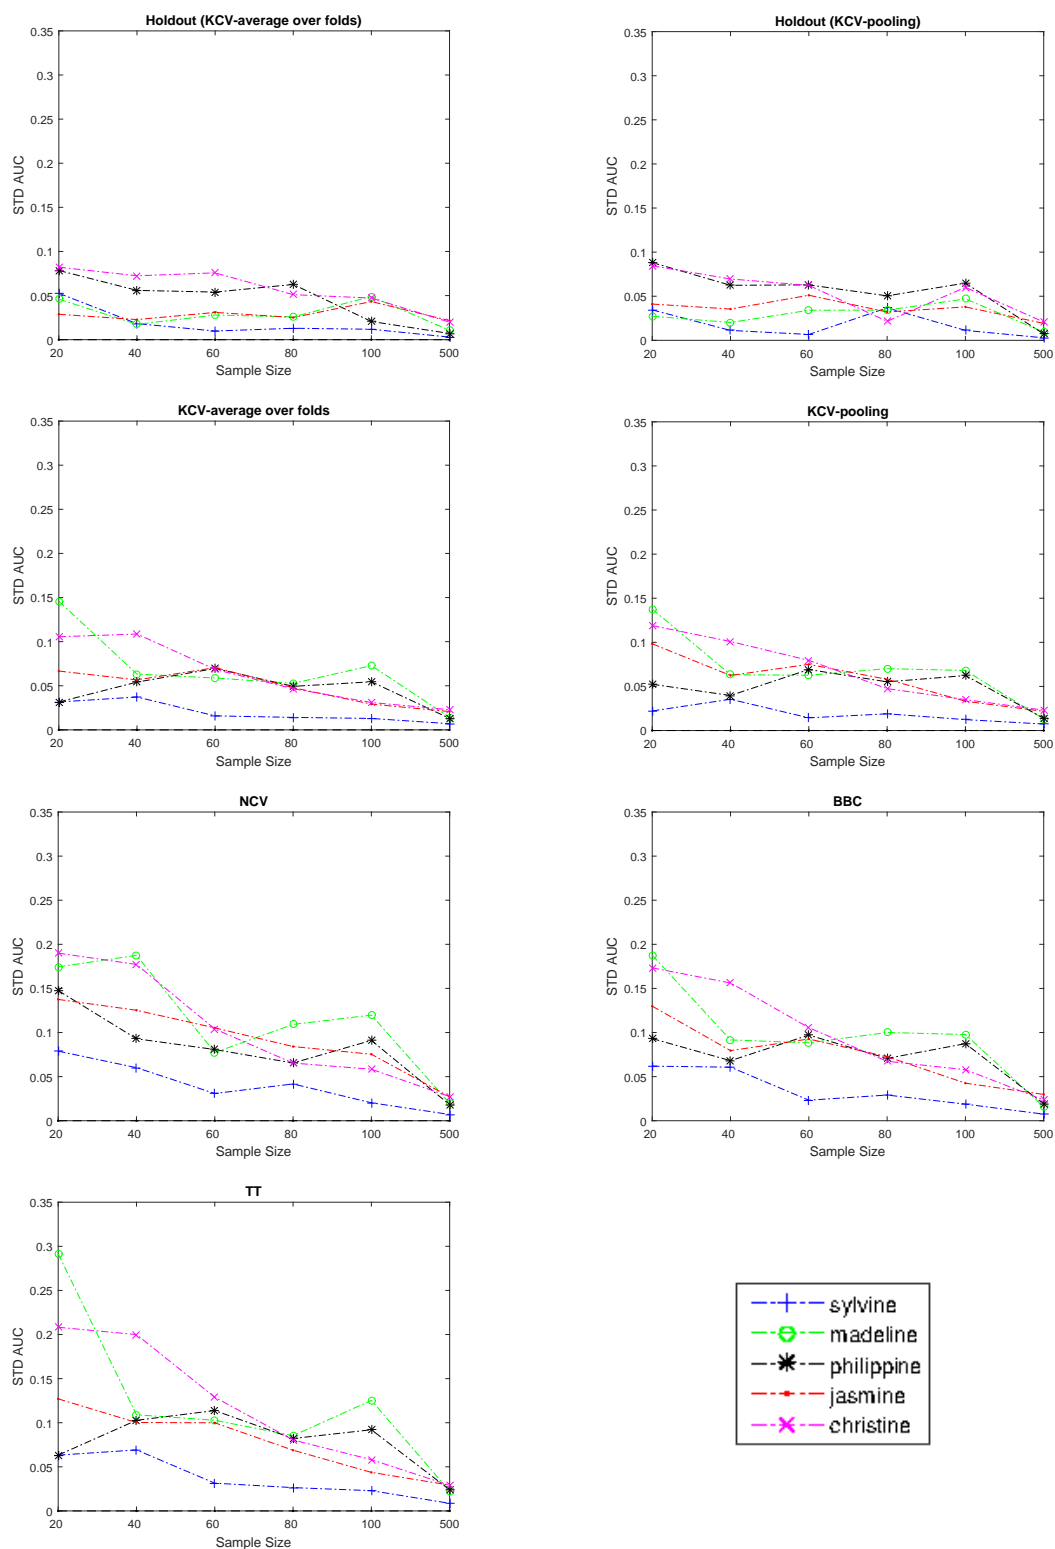 Holdout (KCV-average over folds)
0.35
0.3
0.25
0.2
0.15
0.1
0.05
0
STD AUC
20 40 60 80 100 500
Sample Size
Holdout (KCV-pooling)
0.35
0.3
0.25
0.2
0.15
0.1
0.05
0
STD AUC
20 40 60 80 100 500
Sample Size
KCV-average over folds
0.35
0.3
0.25
0.2
0.15
0.1
0.05
0
STD AUC
20 40 60 80 100 500
Sample Size
KCV-pooling
0.35
0.3
0.25
0.2
0.15
0.1
0.05
0
STD AUC
20 40 60 80 100 500
Sample Size
NCV
0.35
0.3
0.25
0.2
0.15
0.1
0.05
0
STD AUC
20 40 60 80 100 500
Sample Size
BBC
0.35
0.3
0.25
0.2
0.15
0.1
0.05
0
STD AUC
20 40 60 80 100 500
Sample Size
TT
0.35
0.3
0.25
0.2
0.15
0.1
0.05
0
STD AUC
20 40 60 80 100 500
Sample Size
sylvine
madeline
philippine
jasmine
christine